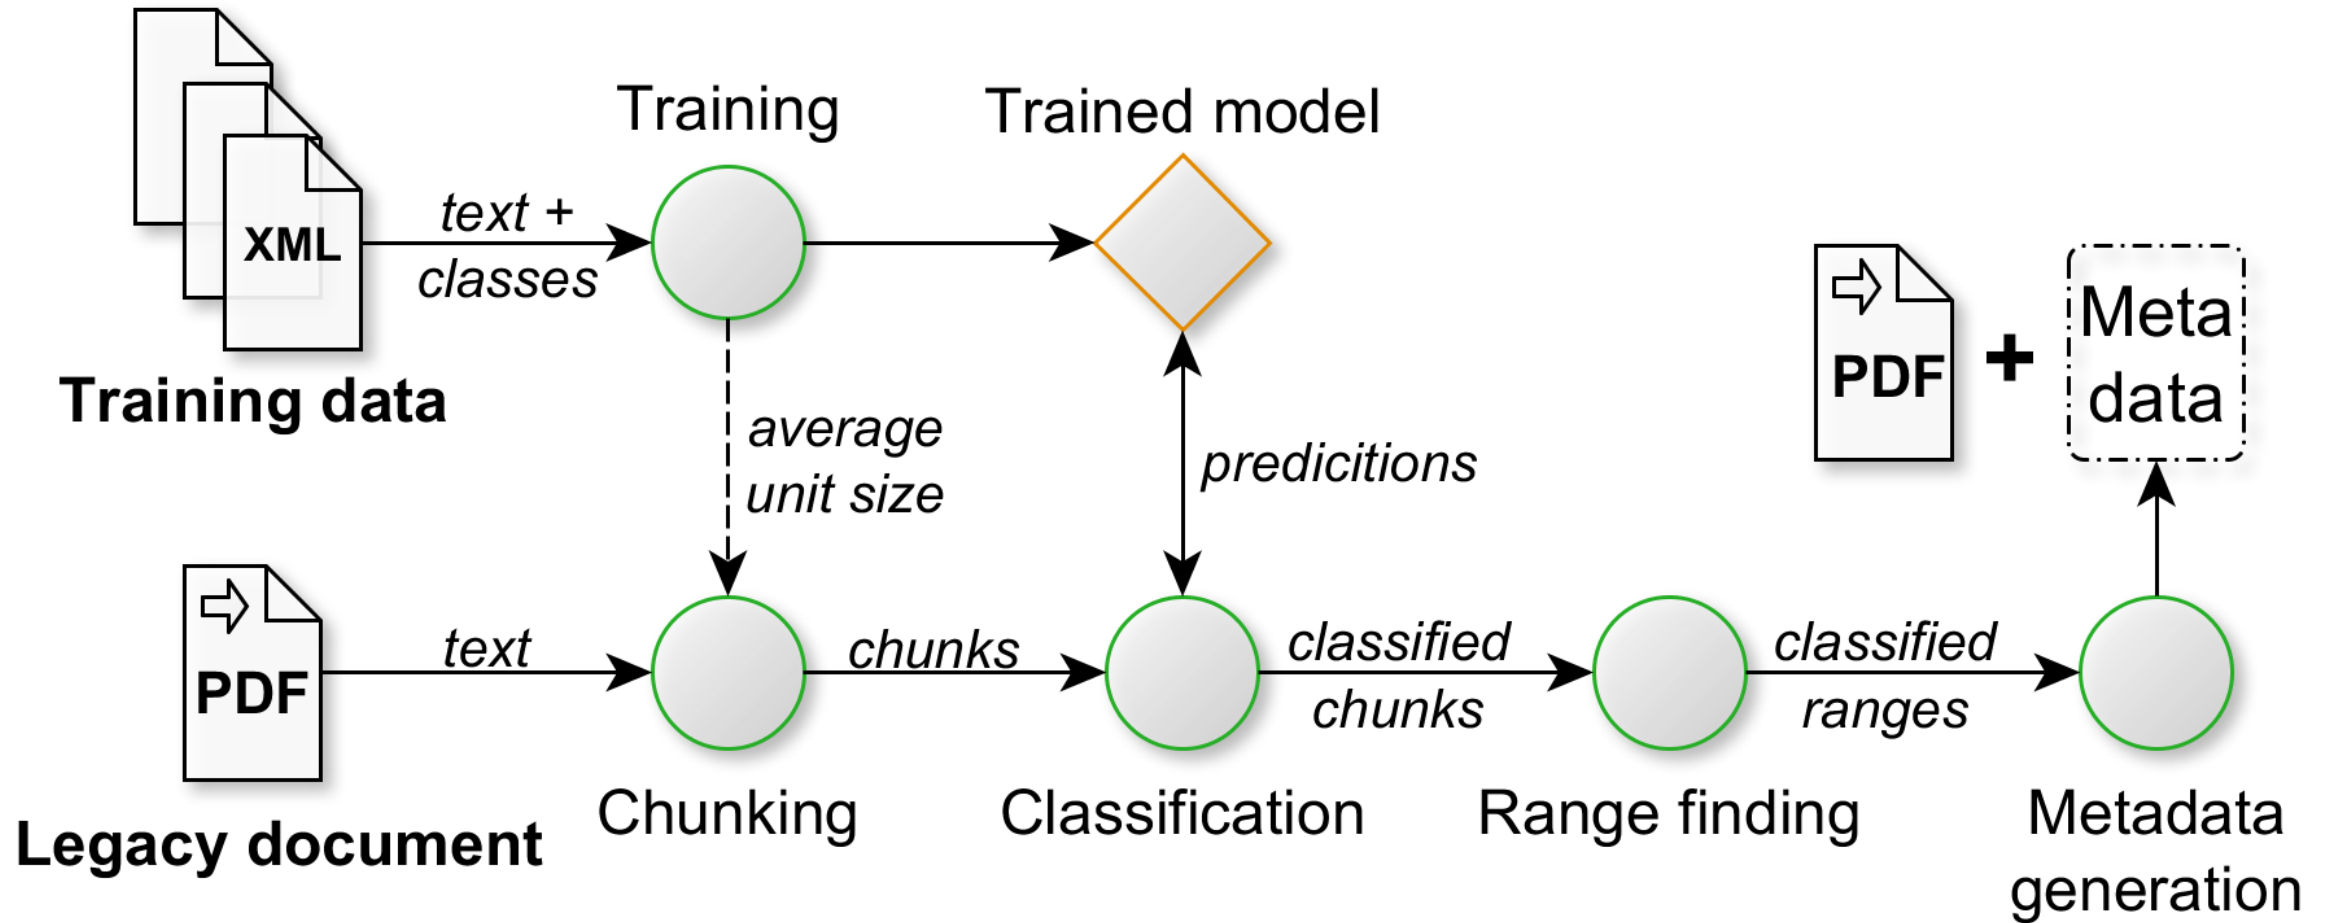 Training
Trained model
text +
classes
XML
Training data
average
unit size
predicitions
PDF
+
Meta
data
PDF
text
chunks
classified
chunks
classified
ranges
Legacy document
Chunking
Classification
Range finding
Metadata
generation